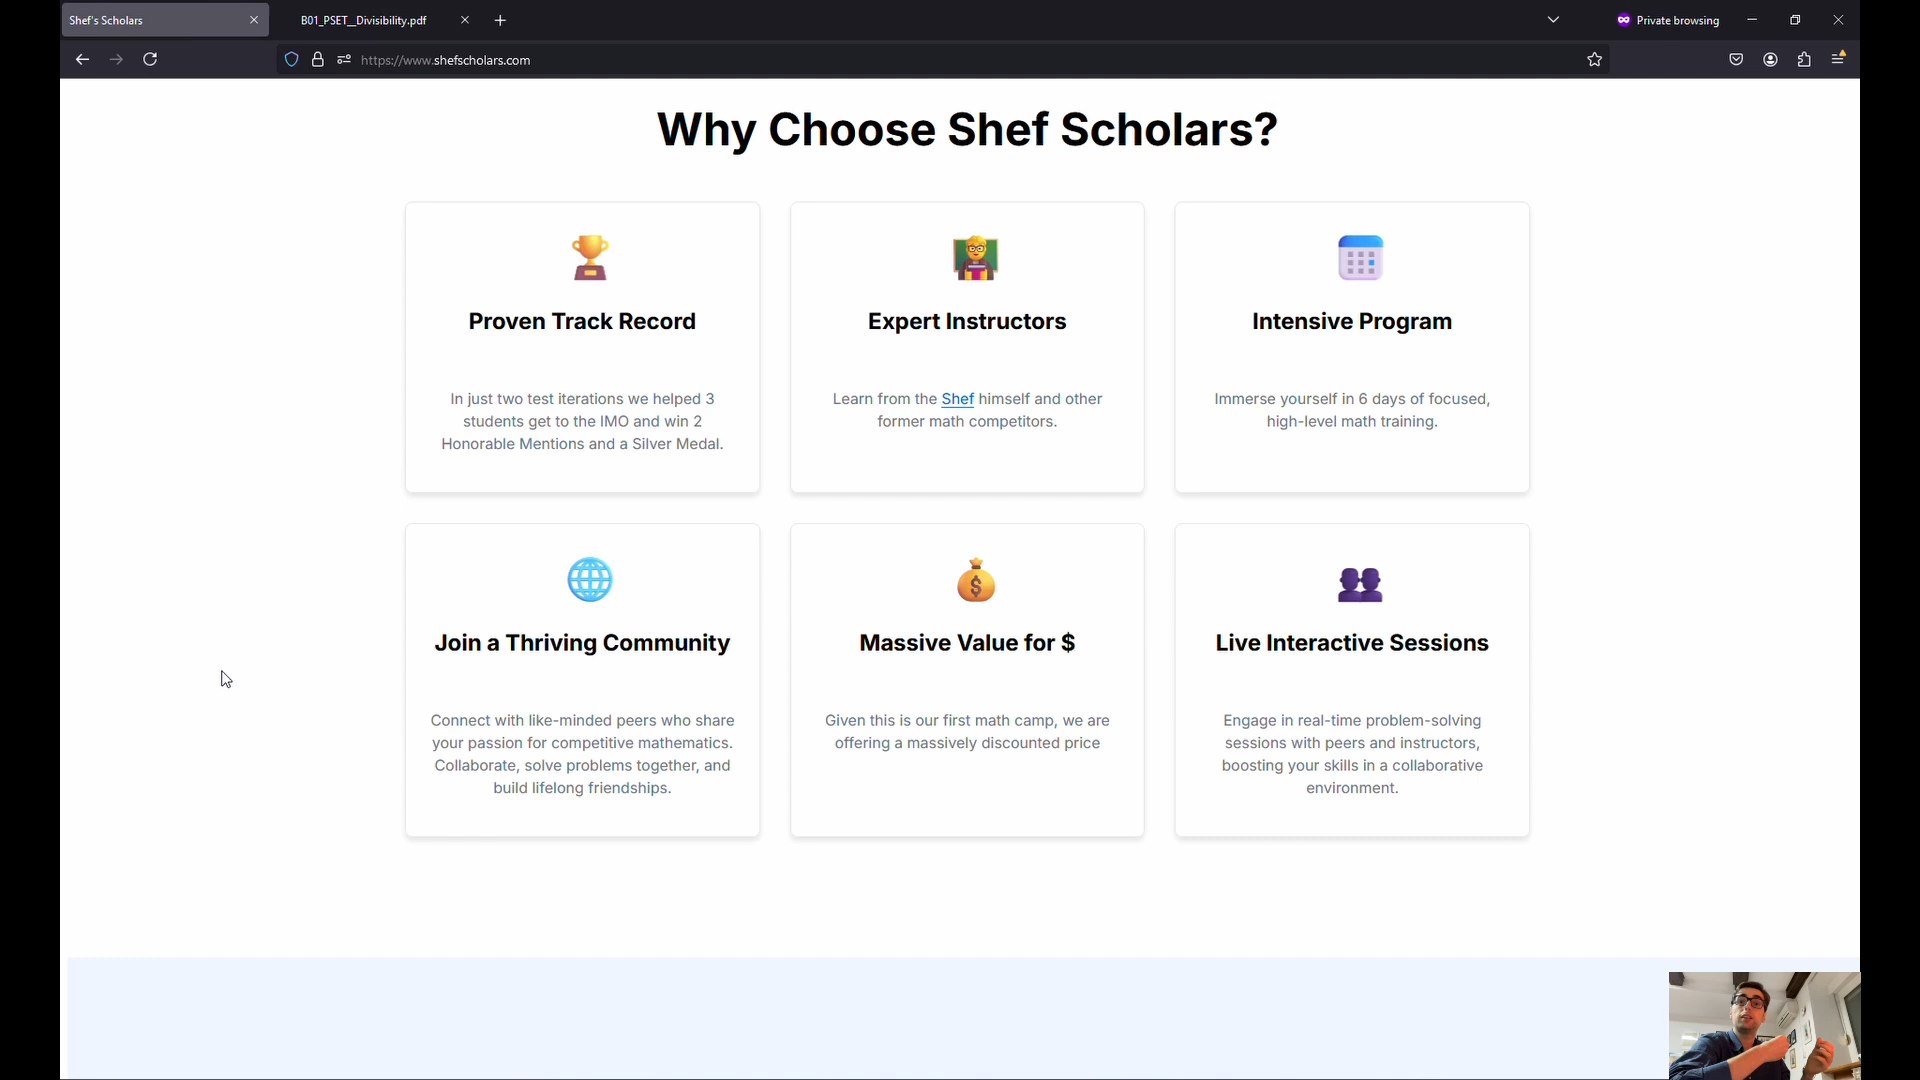 Shef's Scholars
B01_PSET__Divisibility.pdf
Private browsing
https://www.shefscholars.com
Why Choose Shef Scholars?
Proven Track Record
In just two test iterations we helped 3
students get to the IMO and win 2
Honorable Mentions and a Silver Medal.
Expert Instructors
Learn from the Shef himself and other
former math competitors.
Intensive Program
Immerse yourself in 6 days of focused,
high-level math training.
Join a Thriving Community
Connect with like-minded peers who share
your passion for competitive mathematics.
Collaborate, solve problems together, and
build lifelong friendships.
$
Massive Value for $
Given this is our first math camp, we are
offering a massively discounted price
Live Interactive Sessions
Engage in real-time problem-solving
sessions with peers and instructors,
boosting your skills in a collaborative
environment.